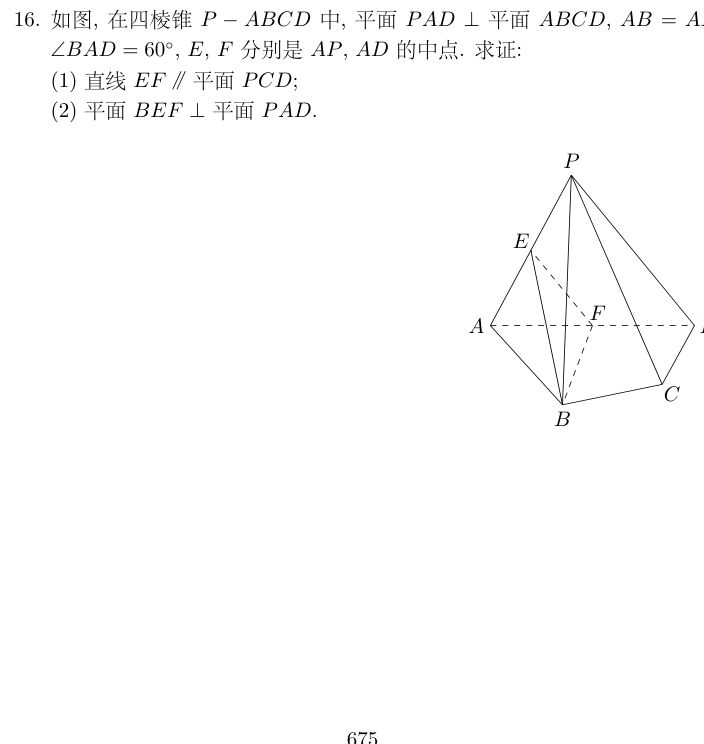 16. 如图, 在四棱锥 P − ABCD 中, 平面 PAD ⊥ 平面 ABCD, AB = A
∠BAD = 60°, E, F 分别是 AP, AD 的中点. 求证:
(1) 直线 EF ∥ 平面 PCD;
(2) 平面 BEF ⊥ 平面 PAD.
P
E
F
A
C
B
675